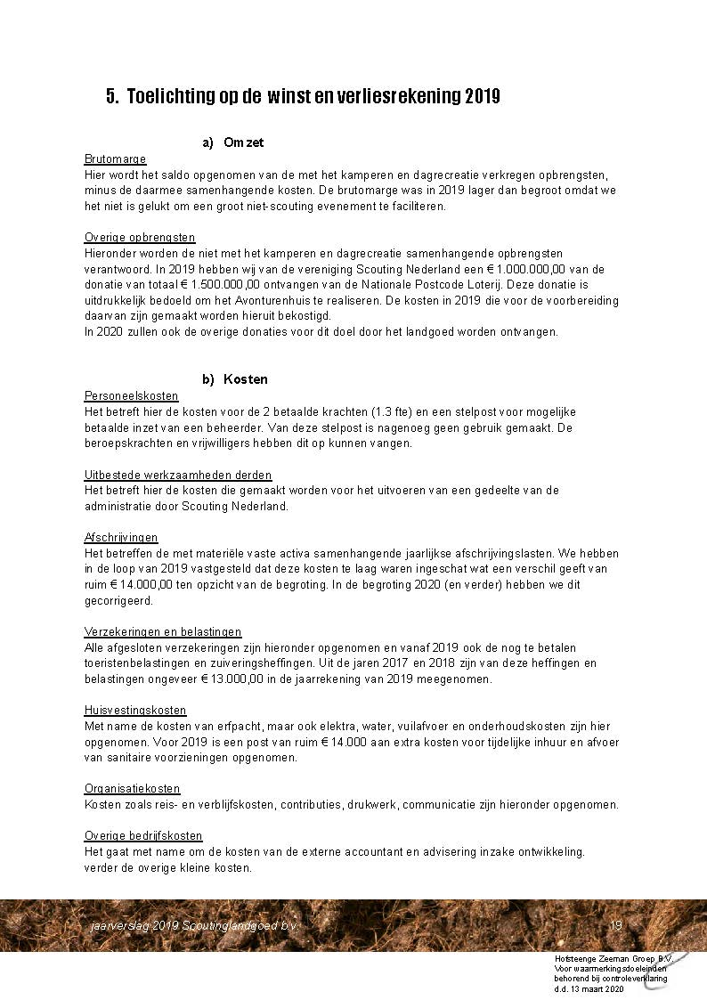 5. Toelichting op de winst en verliesrekening 2019
a) Omzet
Brutomarge
Hier wordt het saldo opgenomen van de met het kamperen en dagrecreatie verkregen opbrengsten,
minus de daarmee samenhangende kosten. De brutomarge was in 2019 lager dan begroot omdat we
het niet is gelukt om een groot niet-scouting evenement te faciliteren.
Overige opbrengsten
Hieronder worden de niet met het kamperen en dagrecreatie samenhangende opbrengsten
verantwoord. In 2019 hebben wij van de vereniging Scouting Nederland een € 1.000.000,00 van de
donatie van totaal € 1.500.000,00 ontvangen van de Nationale Postcode Loterij. Deze donatie is
uitdrukkelijk bedoeld om het Avonturenhuis te realiseren. De kosten in 2019 die voor de voorbereiding
daarvan zijn gemaakt worden hieruit bekostigd.
In 2020 zullen ook de overige donaties voor dit doel door het landgoed worden ontvangen.
b) Kosten
Personeelskosten
Het betreft hier de kosten voor de 2 betaalde krachten (1.3 fte) en een stelpost voor mogelijke
betaalde inzet van een beheerder. Van deze stelpost is nagenoeg geen gebruik gemaakt. De
beroepskrachten en vrijwilligers hebben dit op kunnen vangen.
Uitbestede werkzaamheden derden
Het betreft hier de kosten die gemaakt worden voor het uitvoeren van een gedeelte van de
administratie door Scouting Nederland.
Afschrijvingen
Het betreffen de met materiële vaste activa samenhangende jaarlijkse afschrijvingslasten. We hebben
in de loop van 2019 vastgesteld dat deze kosten te laag waren ingeschat wat een verschil geeft van
ruim € 14.000,00 ten opzicht van de begroting. In de begroting 2020 (en verder) hebben we dit
gecorrigeerd.
Verzekeringen en belastingen
Alle afgesloten verzekeringen zijn hieronder opgenomen en vanaf 2019 ook de nog te betalen
toeristenbelastingen en zuiveringsheffingen. Uit de jaren 2017 en 2018 zijn van deze heffingen en
belastingen ongeveer € 13.000,00 in de jaarrekening van 2019 meegenomen.
Huisvestingskosten
Met name de kosten van erfpacht, maar ook elektra, water, vuilafvoer en onderhoudskosten zijn hier
opgenomen. Voor 2019 is een post van ruim € 14.000 aan extra kosten voor tijdelijke inhuur en afvoer
van sanitaire voorzieningen opgenomen.
Organisatiekosten
Kosten zoals reis- en verblijfskosten, contributies, drukwerk, communicatie zijn hieronder opgenomen.
Overige bedrijfskosten
Het gaat met name om de kosten van de externe accountant en advisering inzake ontwikkeling.
verder de overige kleine kosten.
jaarverslag 2019 Scoutinglandgoed b.v. 19
Hofsteenge Zeeman Groep B.V.
Voor waarmerkingsdoeleinden
behorend bij controleverklaring
d.d. 13 maart 2020